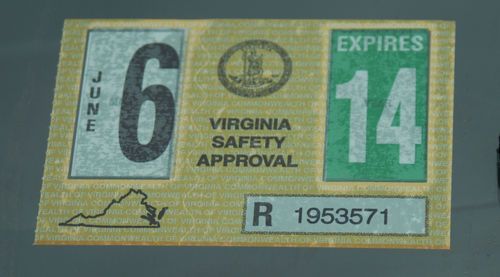 JUNE
6
VIRGINIA
SAFETY
APPROVAL
EXPIRES
14
R 1953571